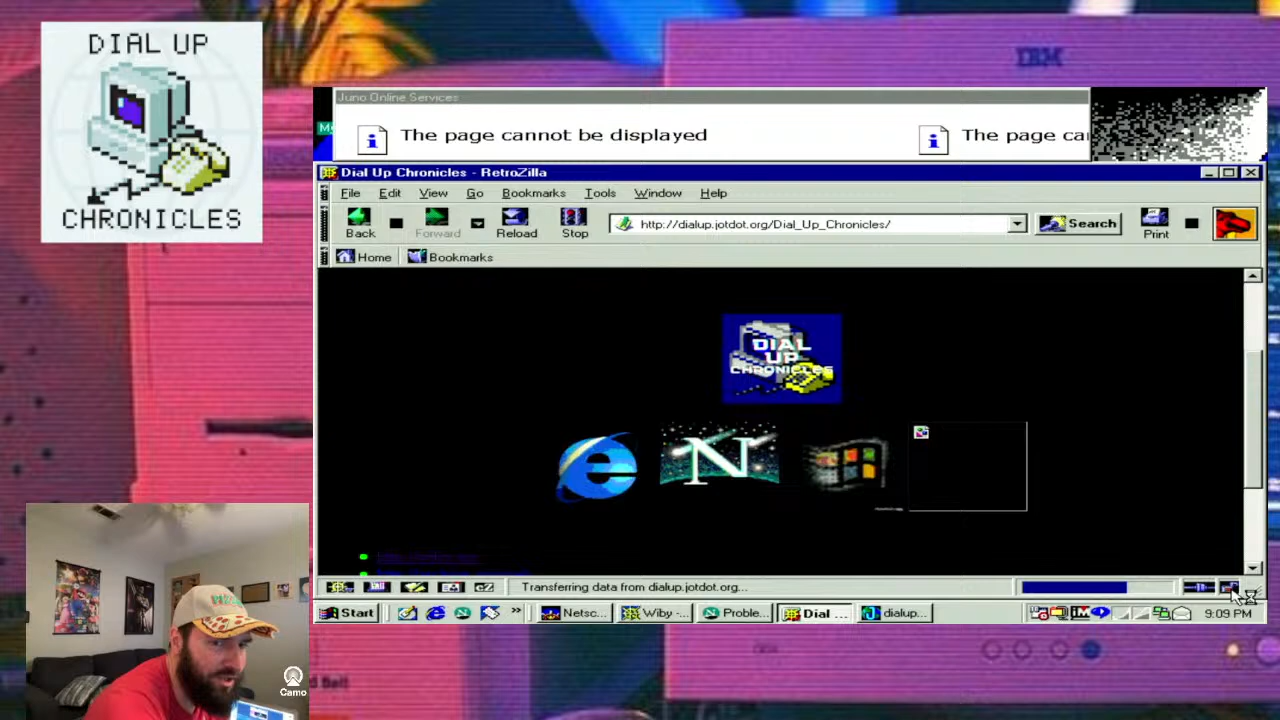 DIAL UP
CHRONICLES
IBM
Juno Online Services
The page cannot be displayed
The page ca
Dial Up Chronicles - RetroZilla
File Edit View Go Bookmarks Tools Window Help
Back Forward Reload Stop http://dialup.jotdot.org/Dial_Up_Chronicles/ Search Print
Home Bookmarks
DIAL
UP
CHRONICLES
N
Transferring data from dialup.jotdot.org...
Start » Netsc... Wiby -... Proble... Dial ... dialup... 9:09 PM
Camo